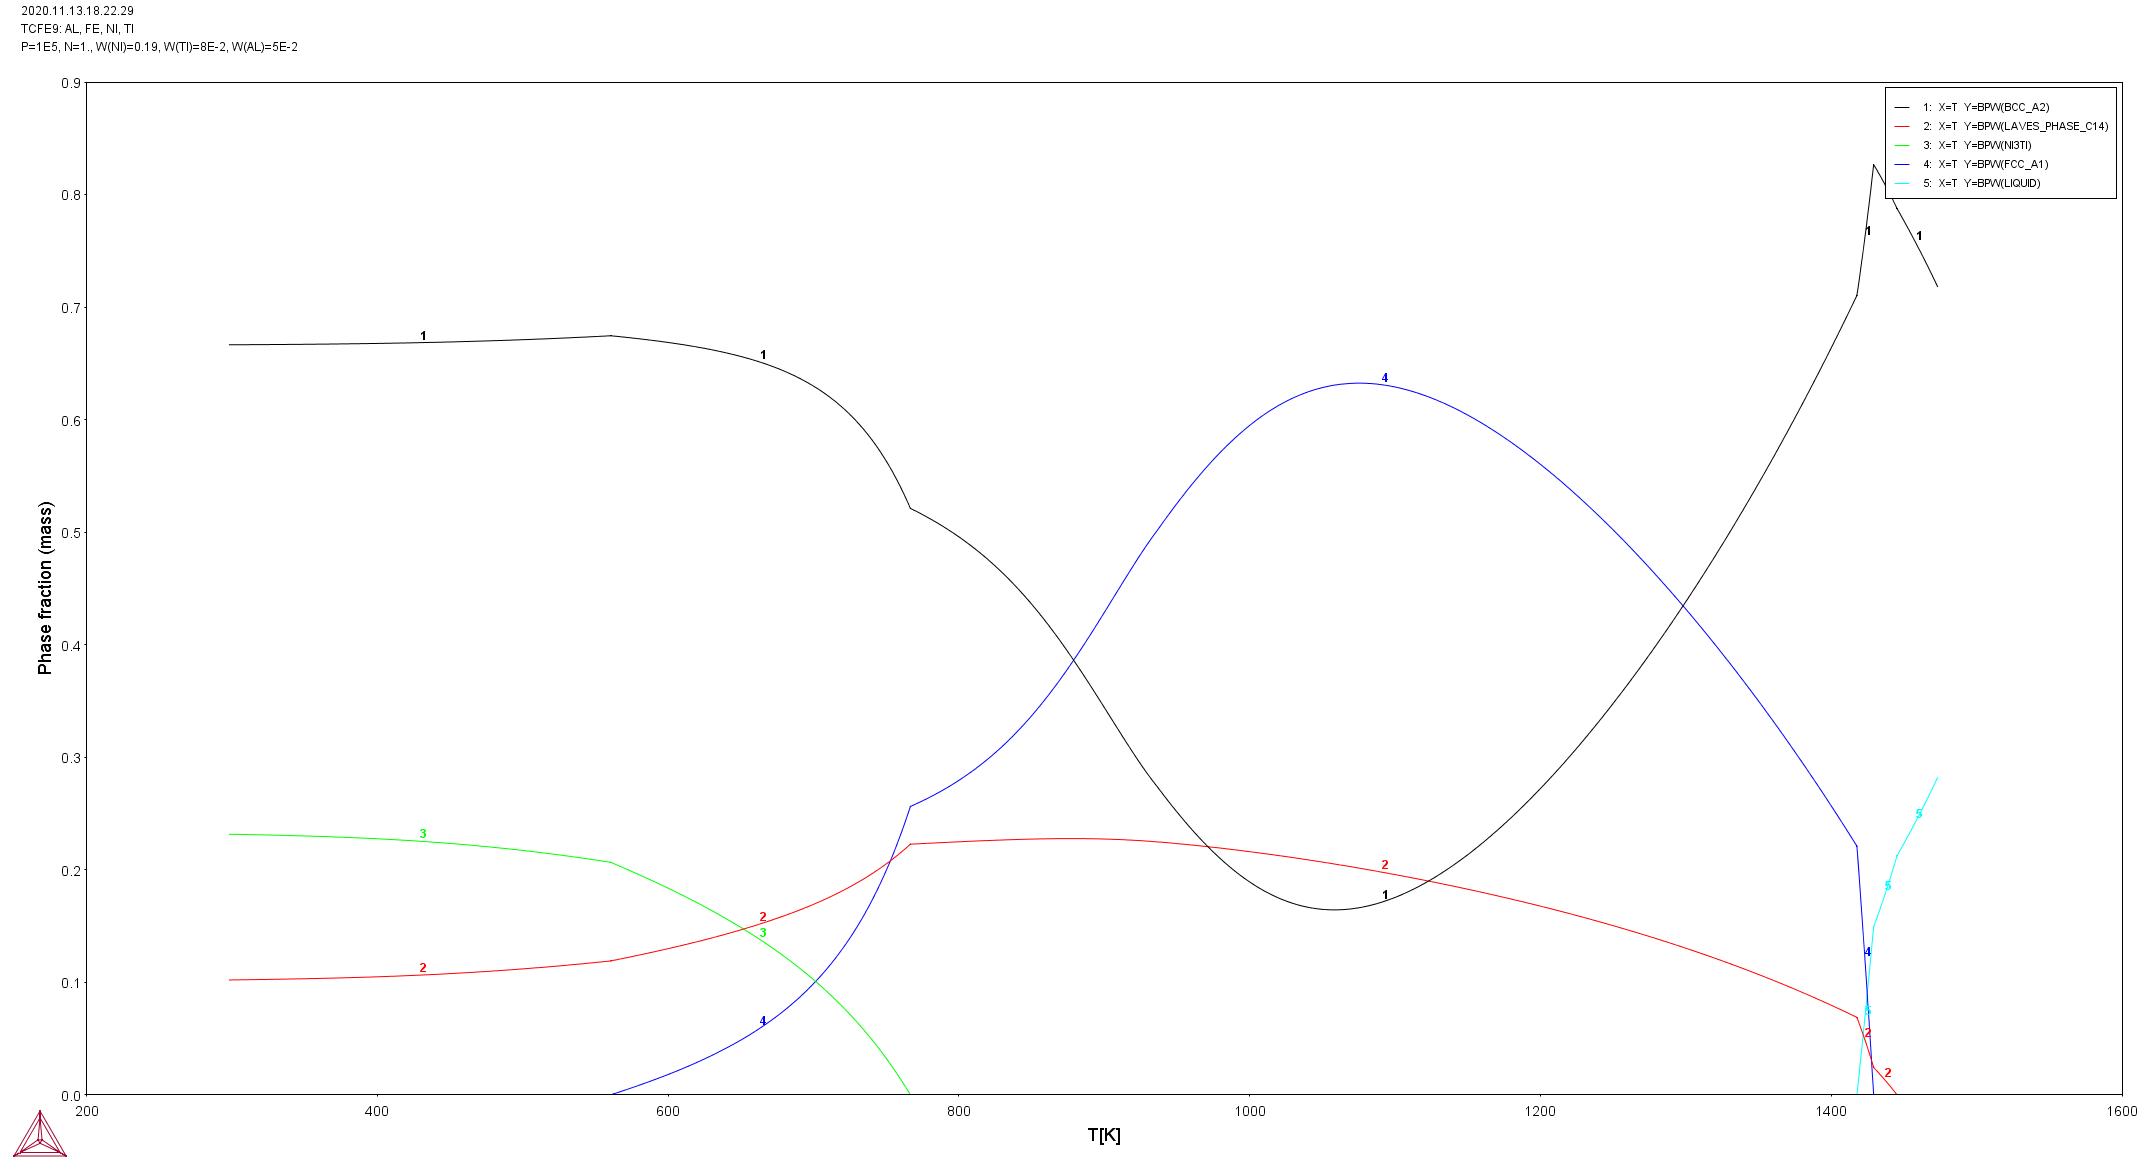 2020.11.13.18.22.29
TCFE9: AL, FE, NI, TI
P=1E5, N=1., W(NI)=0.19, W(TI)=8E-2, W(AL)=5E-2
0.9
0.8
0.7
0.6
0.5
0.4
0.3
0.2
0.1
0.0
Phase fraction (mass)
1: X=T Y=BPW(BCC_A2)
2: X=T Y=BPW(LAVES_PHASE_C14)
3: X=T Y=BPW(NI3TI)
4: X=T Y=BPW(FCC_A1)
5: X=T Y=BPW(LIQUID)
1
1
1
1
1
4
4
4
3
3
2
2
2
2
2
5
5
5
200 400 600 800 1000 1200 1400 1600
T[K]